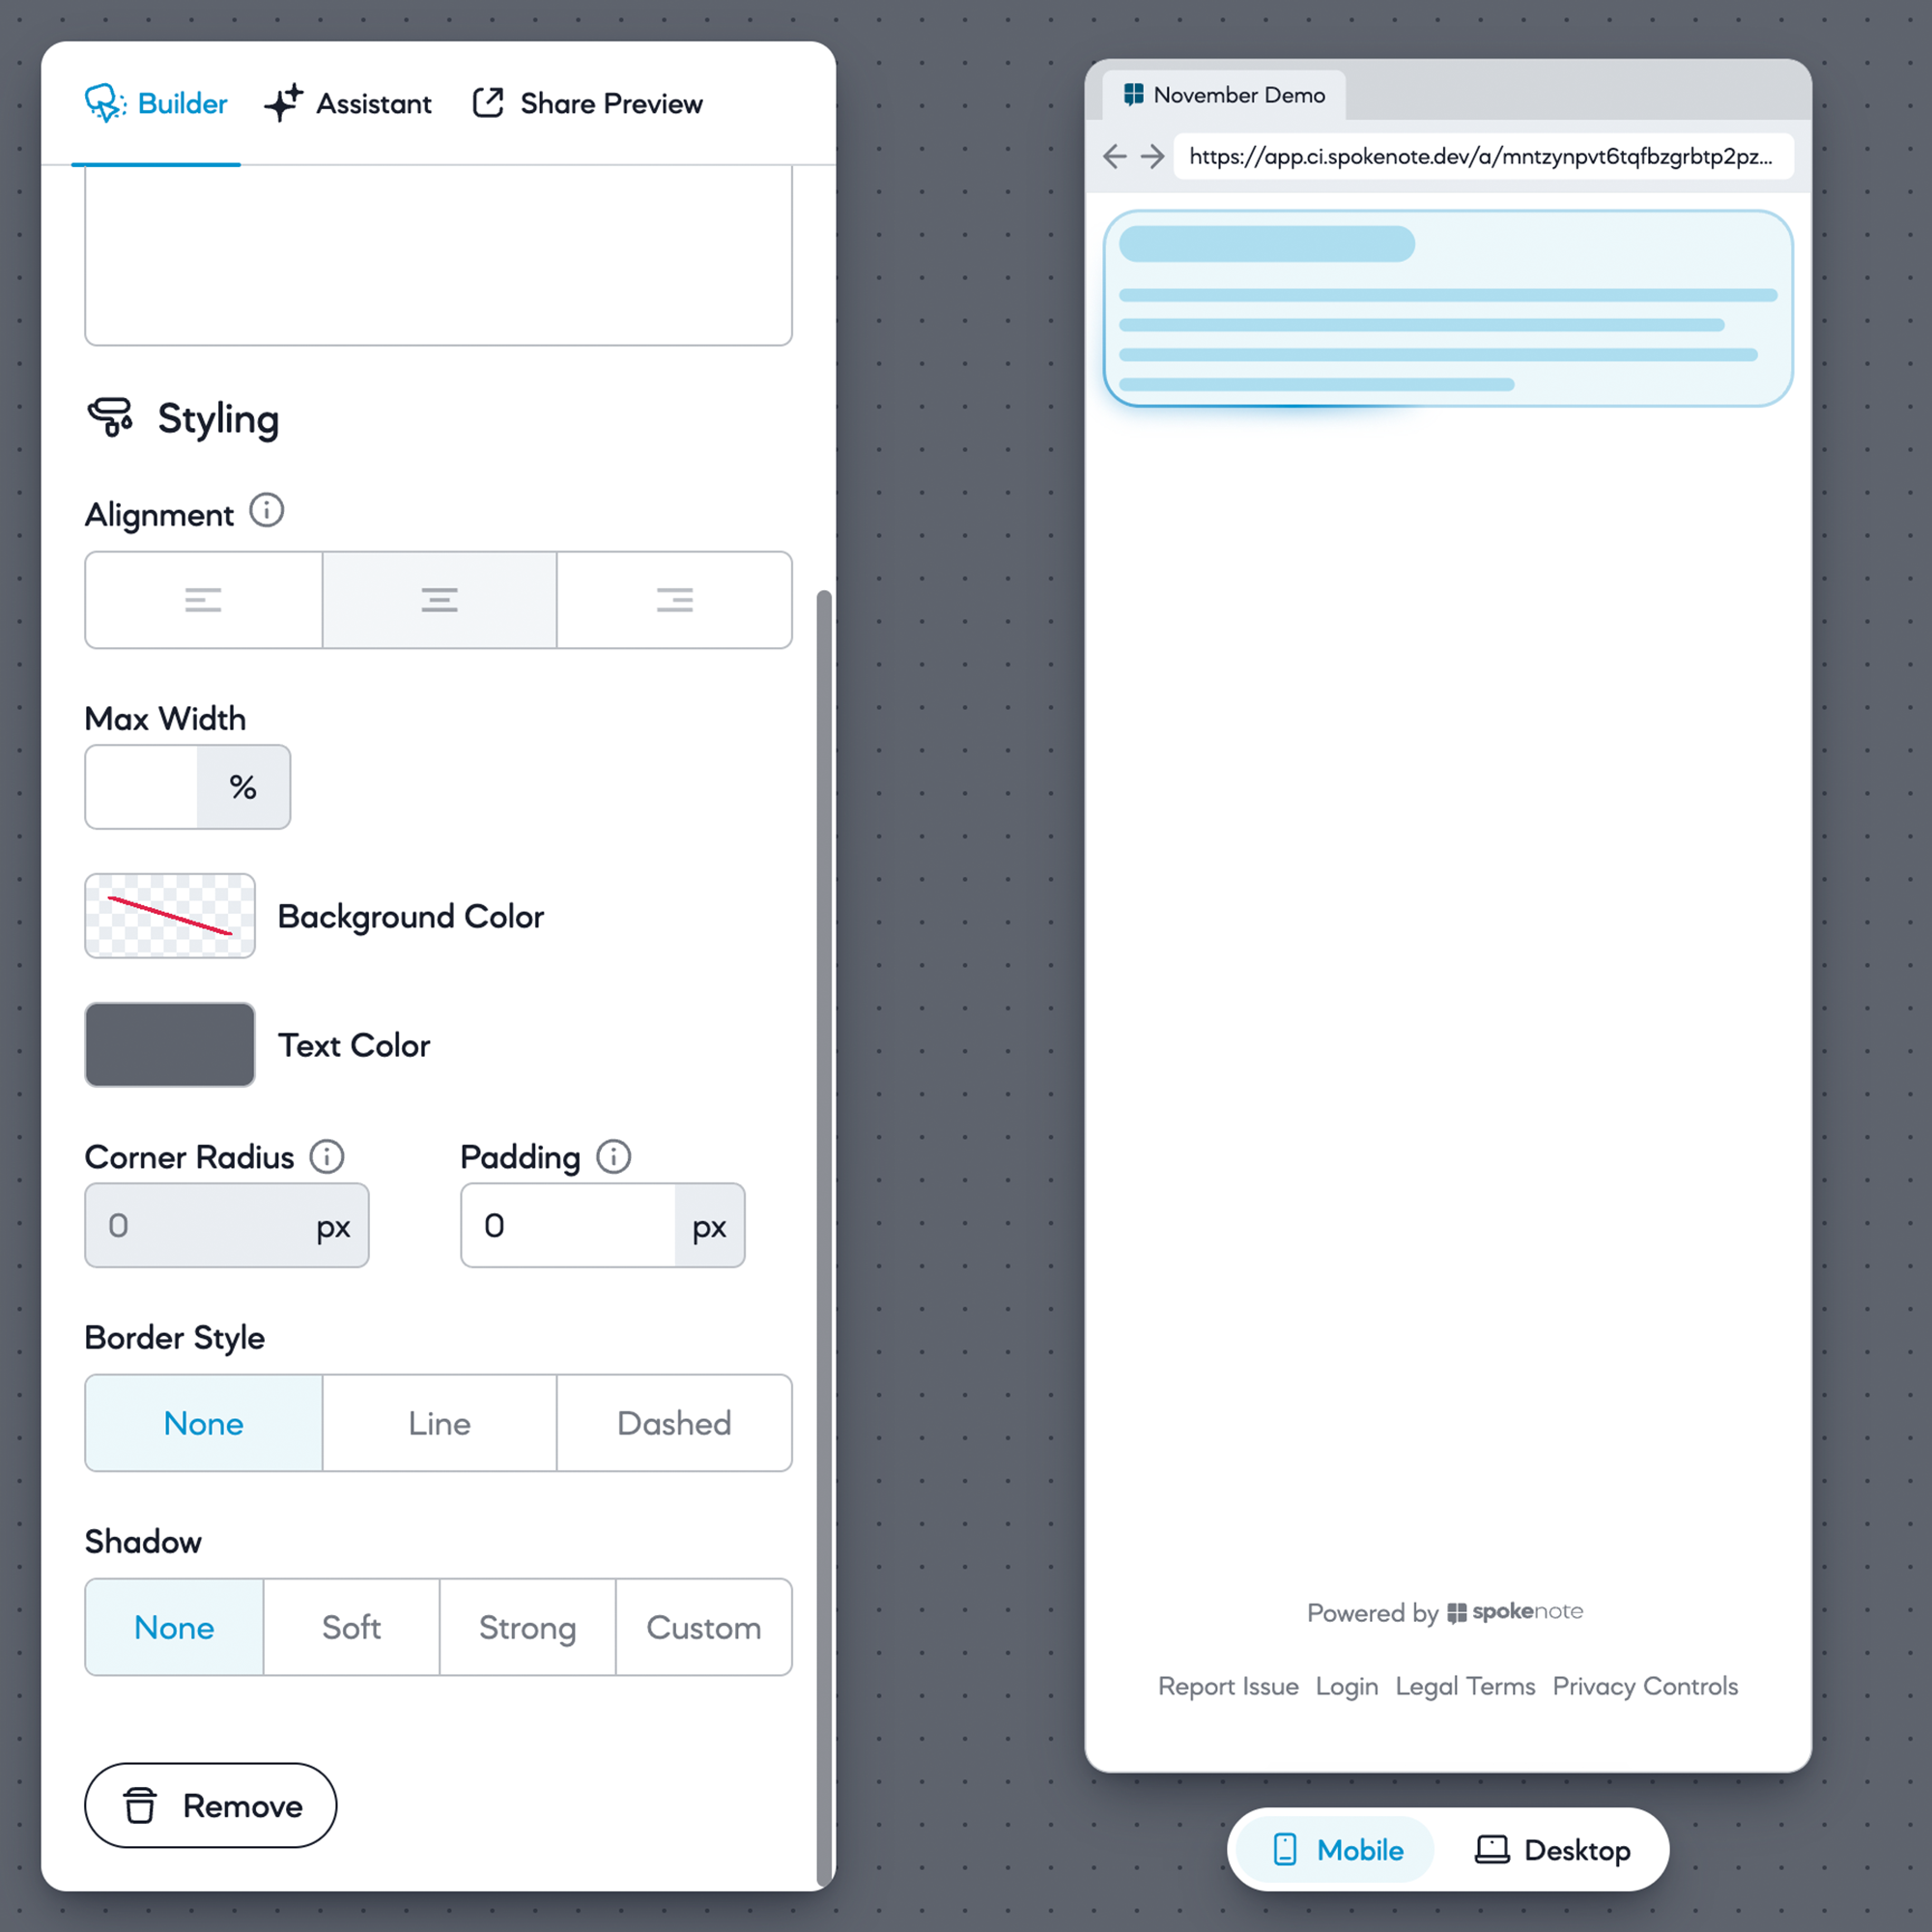 Builder
Assistant
Share Preview
Styling
Alignment
Max Width
%
Background Color
Text Color
Corner Radius
Padding
0 px
0 px
Border Style
None Line Dashed
Shadow
None Soft Strong Custom
Remove
November Demo
https://app.ci.spokenote.dev/a/mntzynpvt6tqfbzgrbtp2pz...
Powered by spokenote
Report Issue Login Legal Terms Privacy Controls
Mobile Desktop